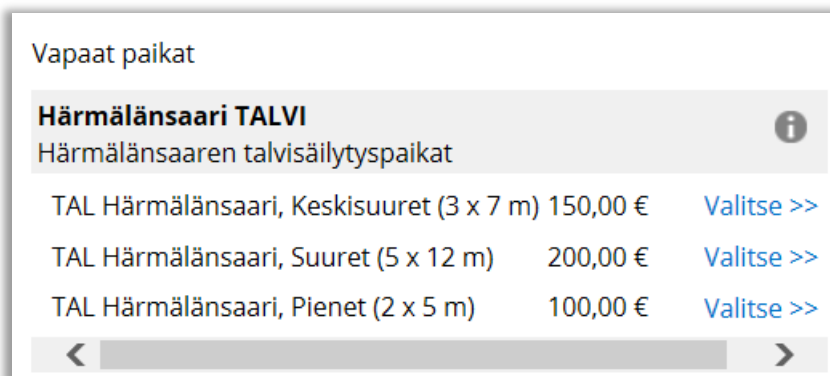 Vapaat paikat
Härmälänsaari TALVI
Härmälänsaaren talvisäilytyspaikat
TAL Härmälänsaari, Keskisuuret (3 x 7 m) 150,00 € Valitse >>
TAL Härmälänsaari, Suuret (5 x 12 m) 200,00 € Valitse >>
TAL Härmälänsaari, Pienet (2 x 5 m) 100,00 € Valitse >>